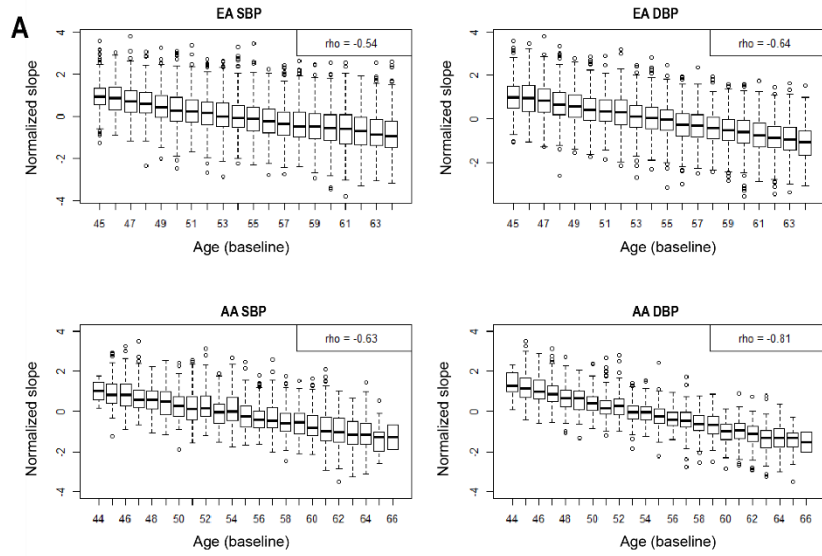 A
EA SBP
rho = -0.54
Normalized slope
4
2
0
-2
-4
45 47 49 51 53 55 57 59 61 63
Age (baseline)
EA DBP
rho = -0.64
Normalized slope
4
2
0
-2
45 47 49 51 53 55 57 59 61 63
Age (baseline)
AA SBP
rho = -0.63
Normalized slope
4
2
0
-2
-4
44 46 48 50 52 54 56 58 60 62 64 66
Age (baseline)
AA DBP
rho = -0.81
Normalized slope
4
2
0
-2
-4
44 46 48 50 52 54 56 58 60 62 64 66
Age (baseline)